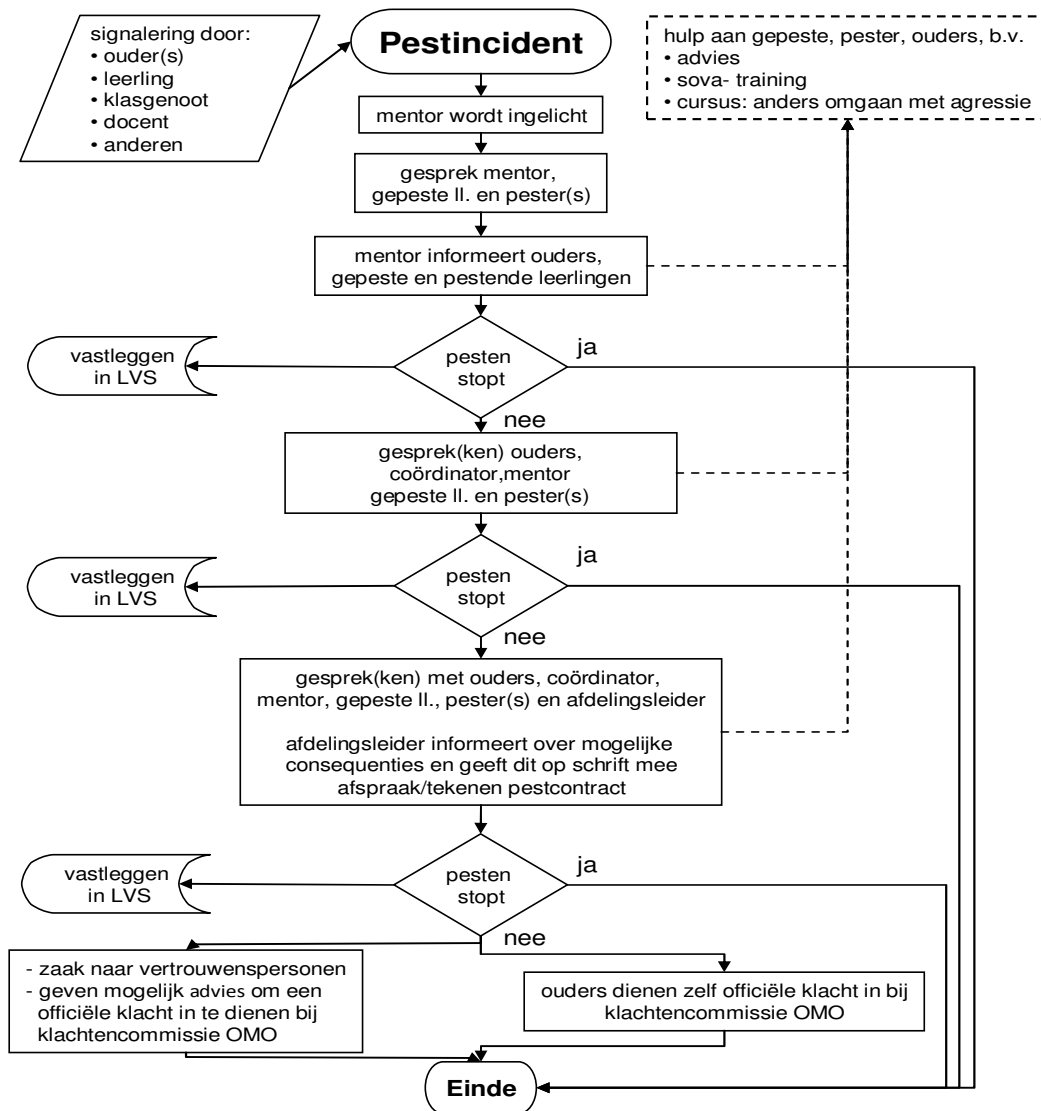 signalering door:
• ouder(s)
• leerling
• klasgenoot
• docent
• anderen
Pestincident
hulp aan gepeste, pester, ouders, b.v.
• advies
• sova- training
• cursus: anders omgaan met agressie
mentor wordt ingelicht
gesprek mentor,
gepeste ll. en pester(s)
mentor informeert ouders,
gepeste en pestende leerlingen
vastleggen
in LVS
pesten
stopt
ja
nee
gesprek(ken) ouders,
coördinator,mentor
gepeste ll. en pester(s)
vastleggen
in LVS
pesten
stopt
ja
nee
gesprek(ken) met ouders, coördinator,
mentor, gepeste ll., pester(s) en afdelingsleider
afdelingsleider informeert over mogelijke
consequenties en geeft dit op schrift mee
afspraak/tekenen pestcontract
vastleggen
in LVS
pesten
stopt
ja
nee
- zaak naar vertrouwenspersonen
- geven mogelijk advies om een
officiële klacht in te dienen bij
klachtencommissie OMO
ouders dienen zelf officiële klacht in bij
klachtencommissie OMO
Einde